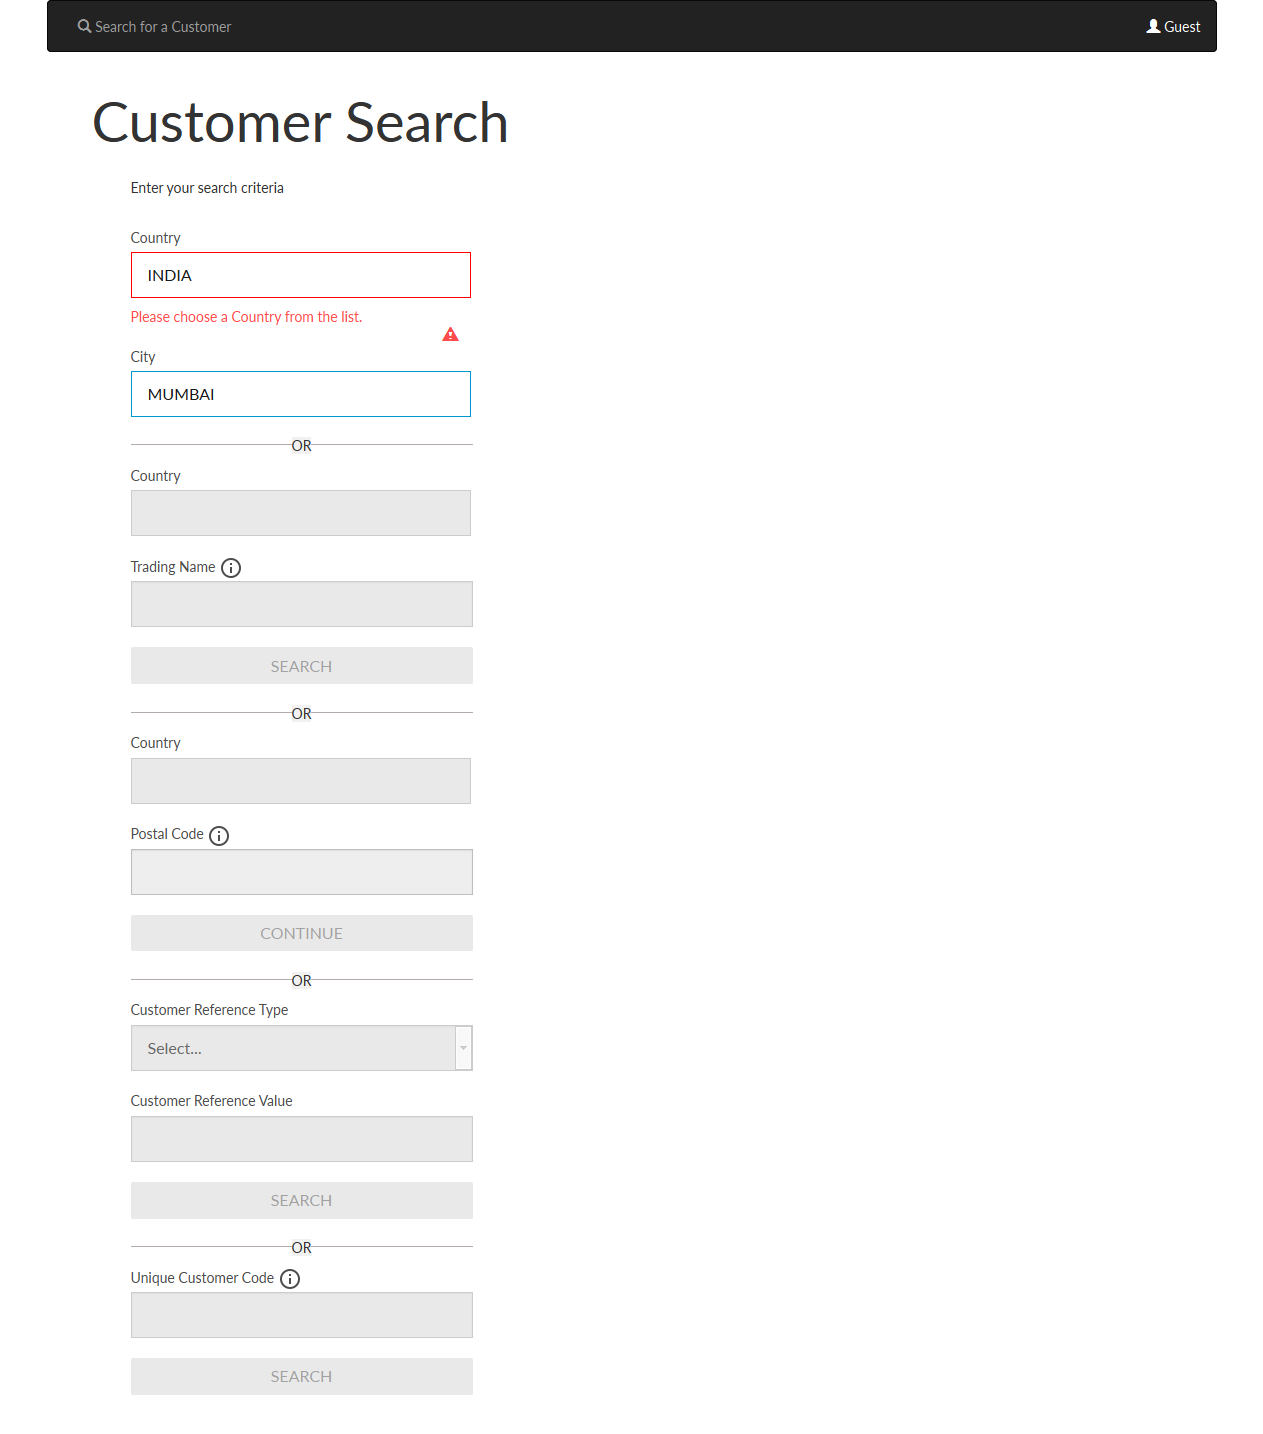 Search for a Customer
Guest
Customer Search
Enter your search criteria
Country
INDIA
Please choose a Country from the list.
City
MUMBAI
OR
Country
Trading Name
SEARCH
OR
Country
Postal Code
CONTINUE
OR
Customer Reference Type
Select...
Customer Reference Value
SEARCH
OR
Unique Customer Code
SEARCH